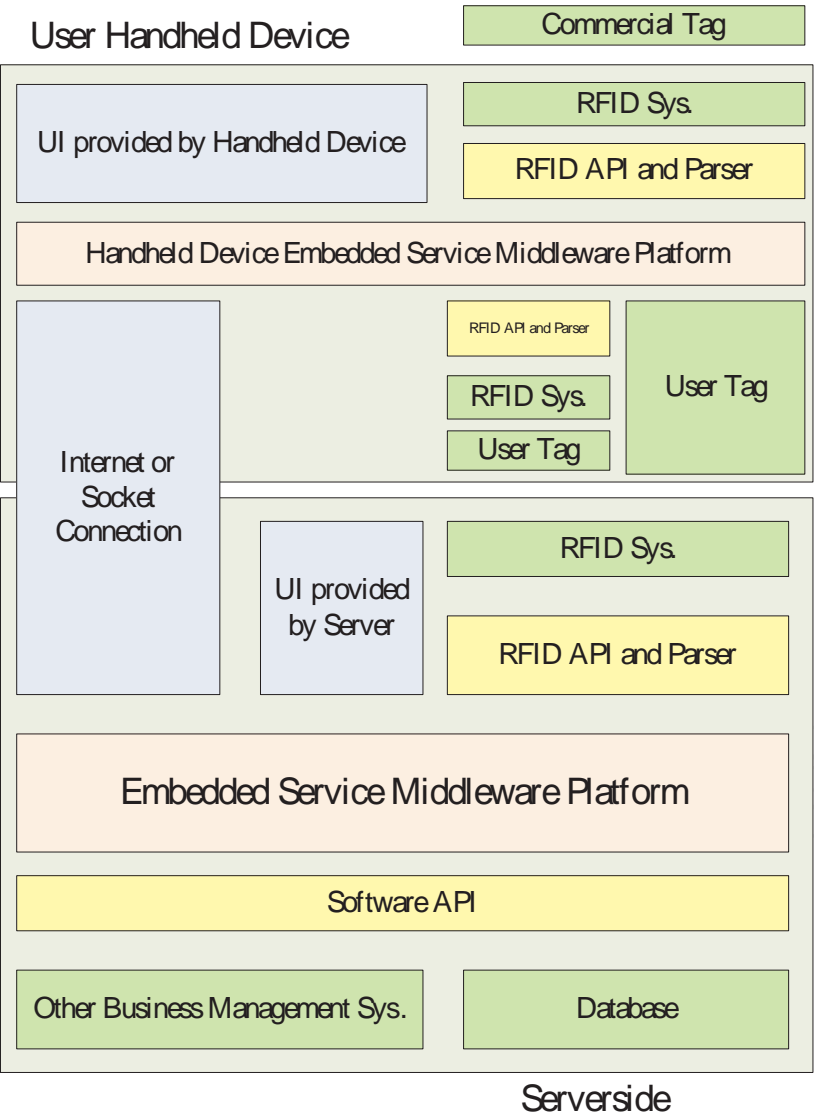 User Handheld Device
Commercial Tag
UI provided by Handheld Device
RFID Sys.
RFID API and Parser
Handheld Device Embedded Service Middleware Platform
Internet or
Socket
Connection
RFID API and Parser
RFID Sys.
User Tag
User Tag
UI provided
by Server
RFID Sys.
RFID API and Parser
Embedded Service Middleware Platform
Software API
Other Business Management Sys.
Database
Serverside